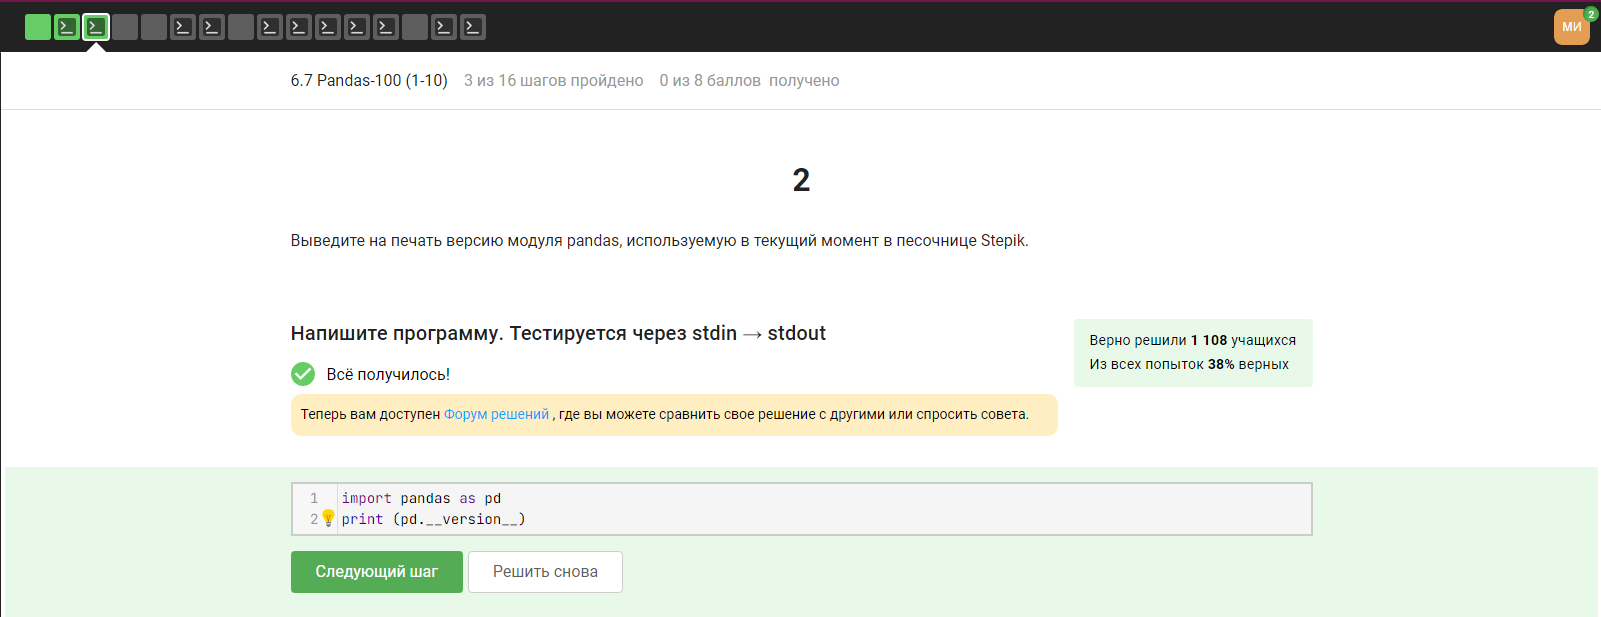 МИ
2
6.7 Pandas-100 (1-10) 3 из 16 шагов пройдено 0 из 8 баллов получено
2
Выведите на печать версию модуля pandas, используемую в текущий момент в песочнице Stepik.
Напишите программу. Тестируется через stdin → stdout
Верно решили 1 108 учащихся
Из всех попыток 38% верных
Всё получилось!
Теперь вам доступен Форум решений , где вы можете сравнить свое решение с другими или спросить совета.
1 import pandas as pd
2 print (pd.__version__)
Следующий шаг
Решить снова